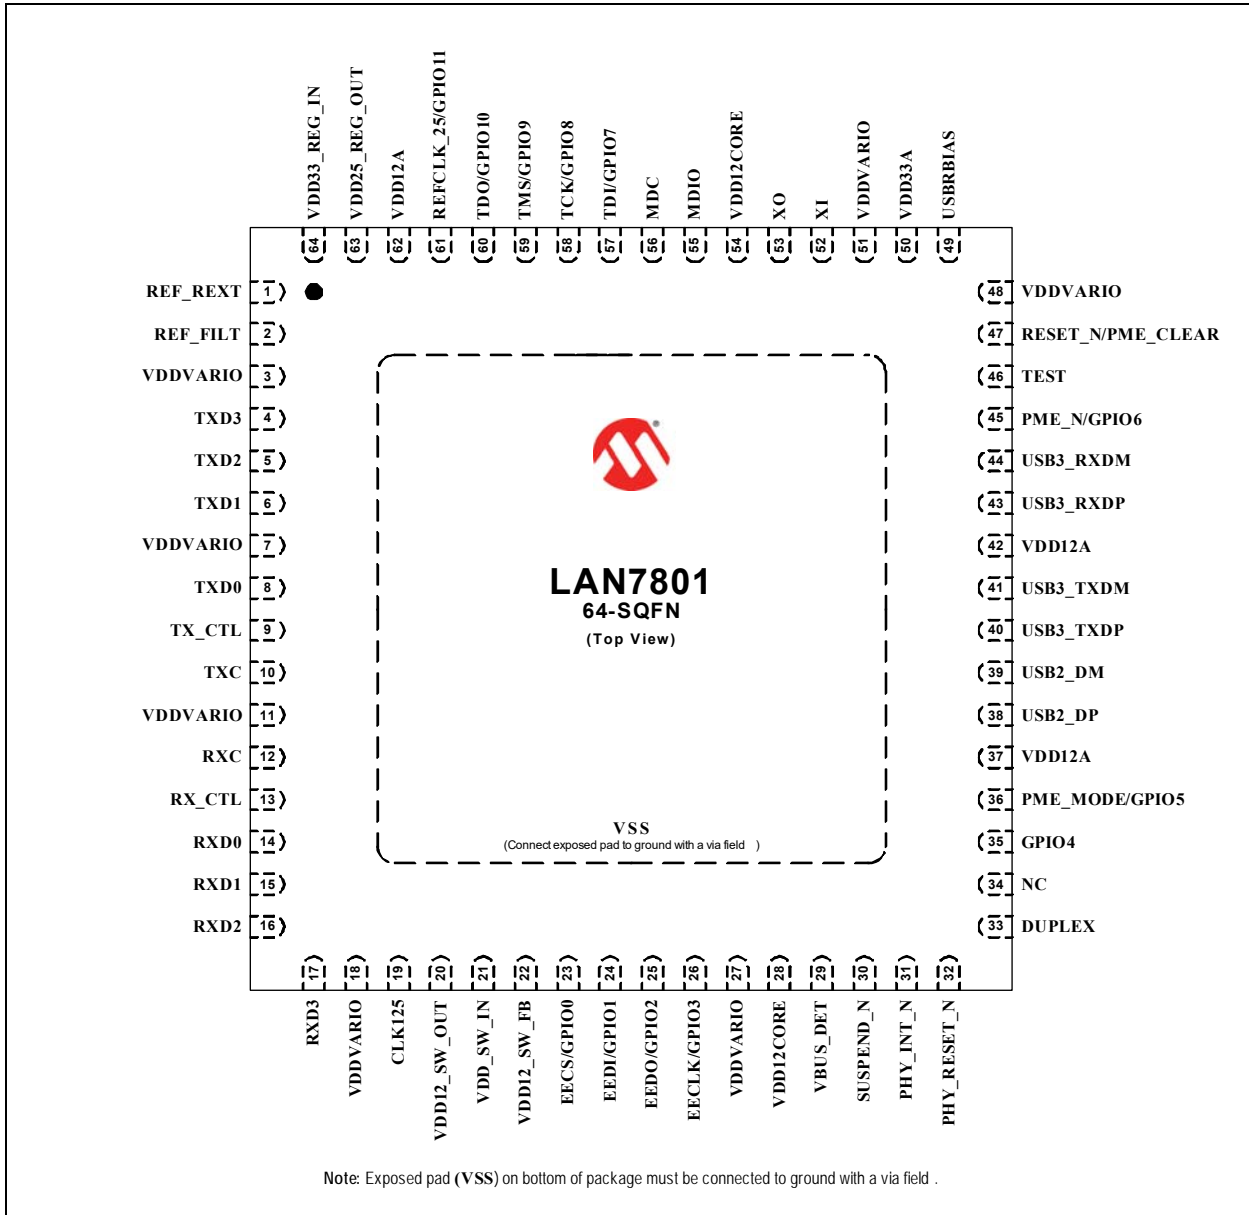 VDD33_REG_IN
VDD25_REG_OUT
VDD12A
REFCLK_25/GPIO11
TDO/GPIO10
TMS/GPIO9
TCK/GPIO8
TDI/GPIO7
MDC
MDIO
VDD12CORE
XO
XI
VDDVARIO
VDD33A
USBRBIAS
64 63 62 61 60 59 58 57 56 55 54 53 52 51 50 49
REF_REXT 1
REF_FILT 2
VDDVARIO 3
TXD3 4
TXD2 5
TXD1 6
VDDVARIO 7
TXD0 8
TX_CTL 9
TXC 10
VDDVARIO 11
RXC 12
RX_CTL 13
RXD0 14
RXD1 15
RXD2 16
48 VDDVARIO
47 RESET_N/PME_CLEAR
46 TEST
45 PME_N/GPIO6
44 USB3_RXDM
43 USB3_RXDP
42 VDD12A
41 USB3_TXDM
40 USB3_TXDP
39 USB2_DM
38 USB2_DP
37 VDD12A
36 PME_MODE/GPIO5
35 GPIO4
34 NC
33 DUPLEX
®
LAN7801
64-SQFN
(Top View)
VSS
(Connect exposed pad to ground with a via field )
17 18 19 20 21 22 23 24 25 26 27 28 29 30 31 32
RXD3
VDDVARIO
CLK125
VDD12_SW_OUT
VDD_SW_IN
VDD12_SW_FB
EECS/GPIO0
EEDI/GPIO1
EEDO/GPIO2
EECLK/GPIO3
VDDVARIO
VDD12CORE
VBUS_DET
SUSPEND_N
PHY_INT_N
PHY_RESET_N
Note: Exposed pad (VSS) on bottom of package must be connected to ground with a via field .